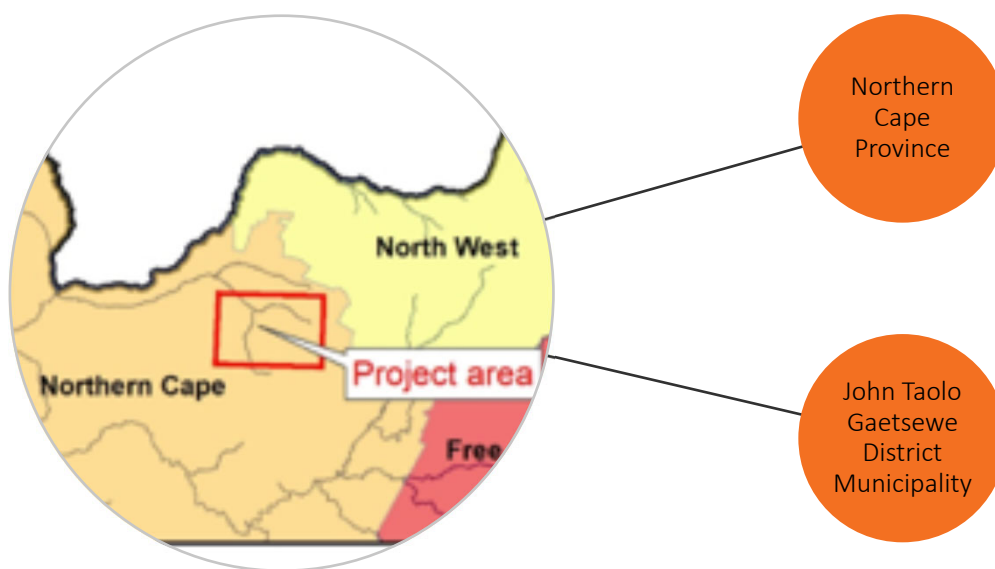 North West
Project area
Northern Cape
Free
Northern
Cape
Province
John Taolo
Gaetsewe
District
Municipality